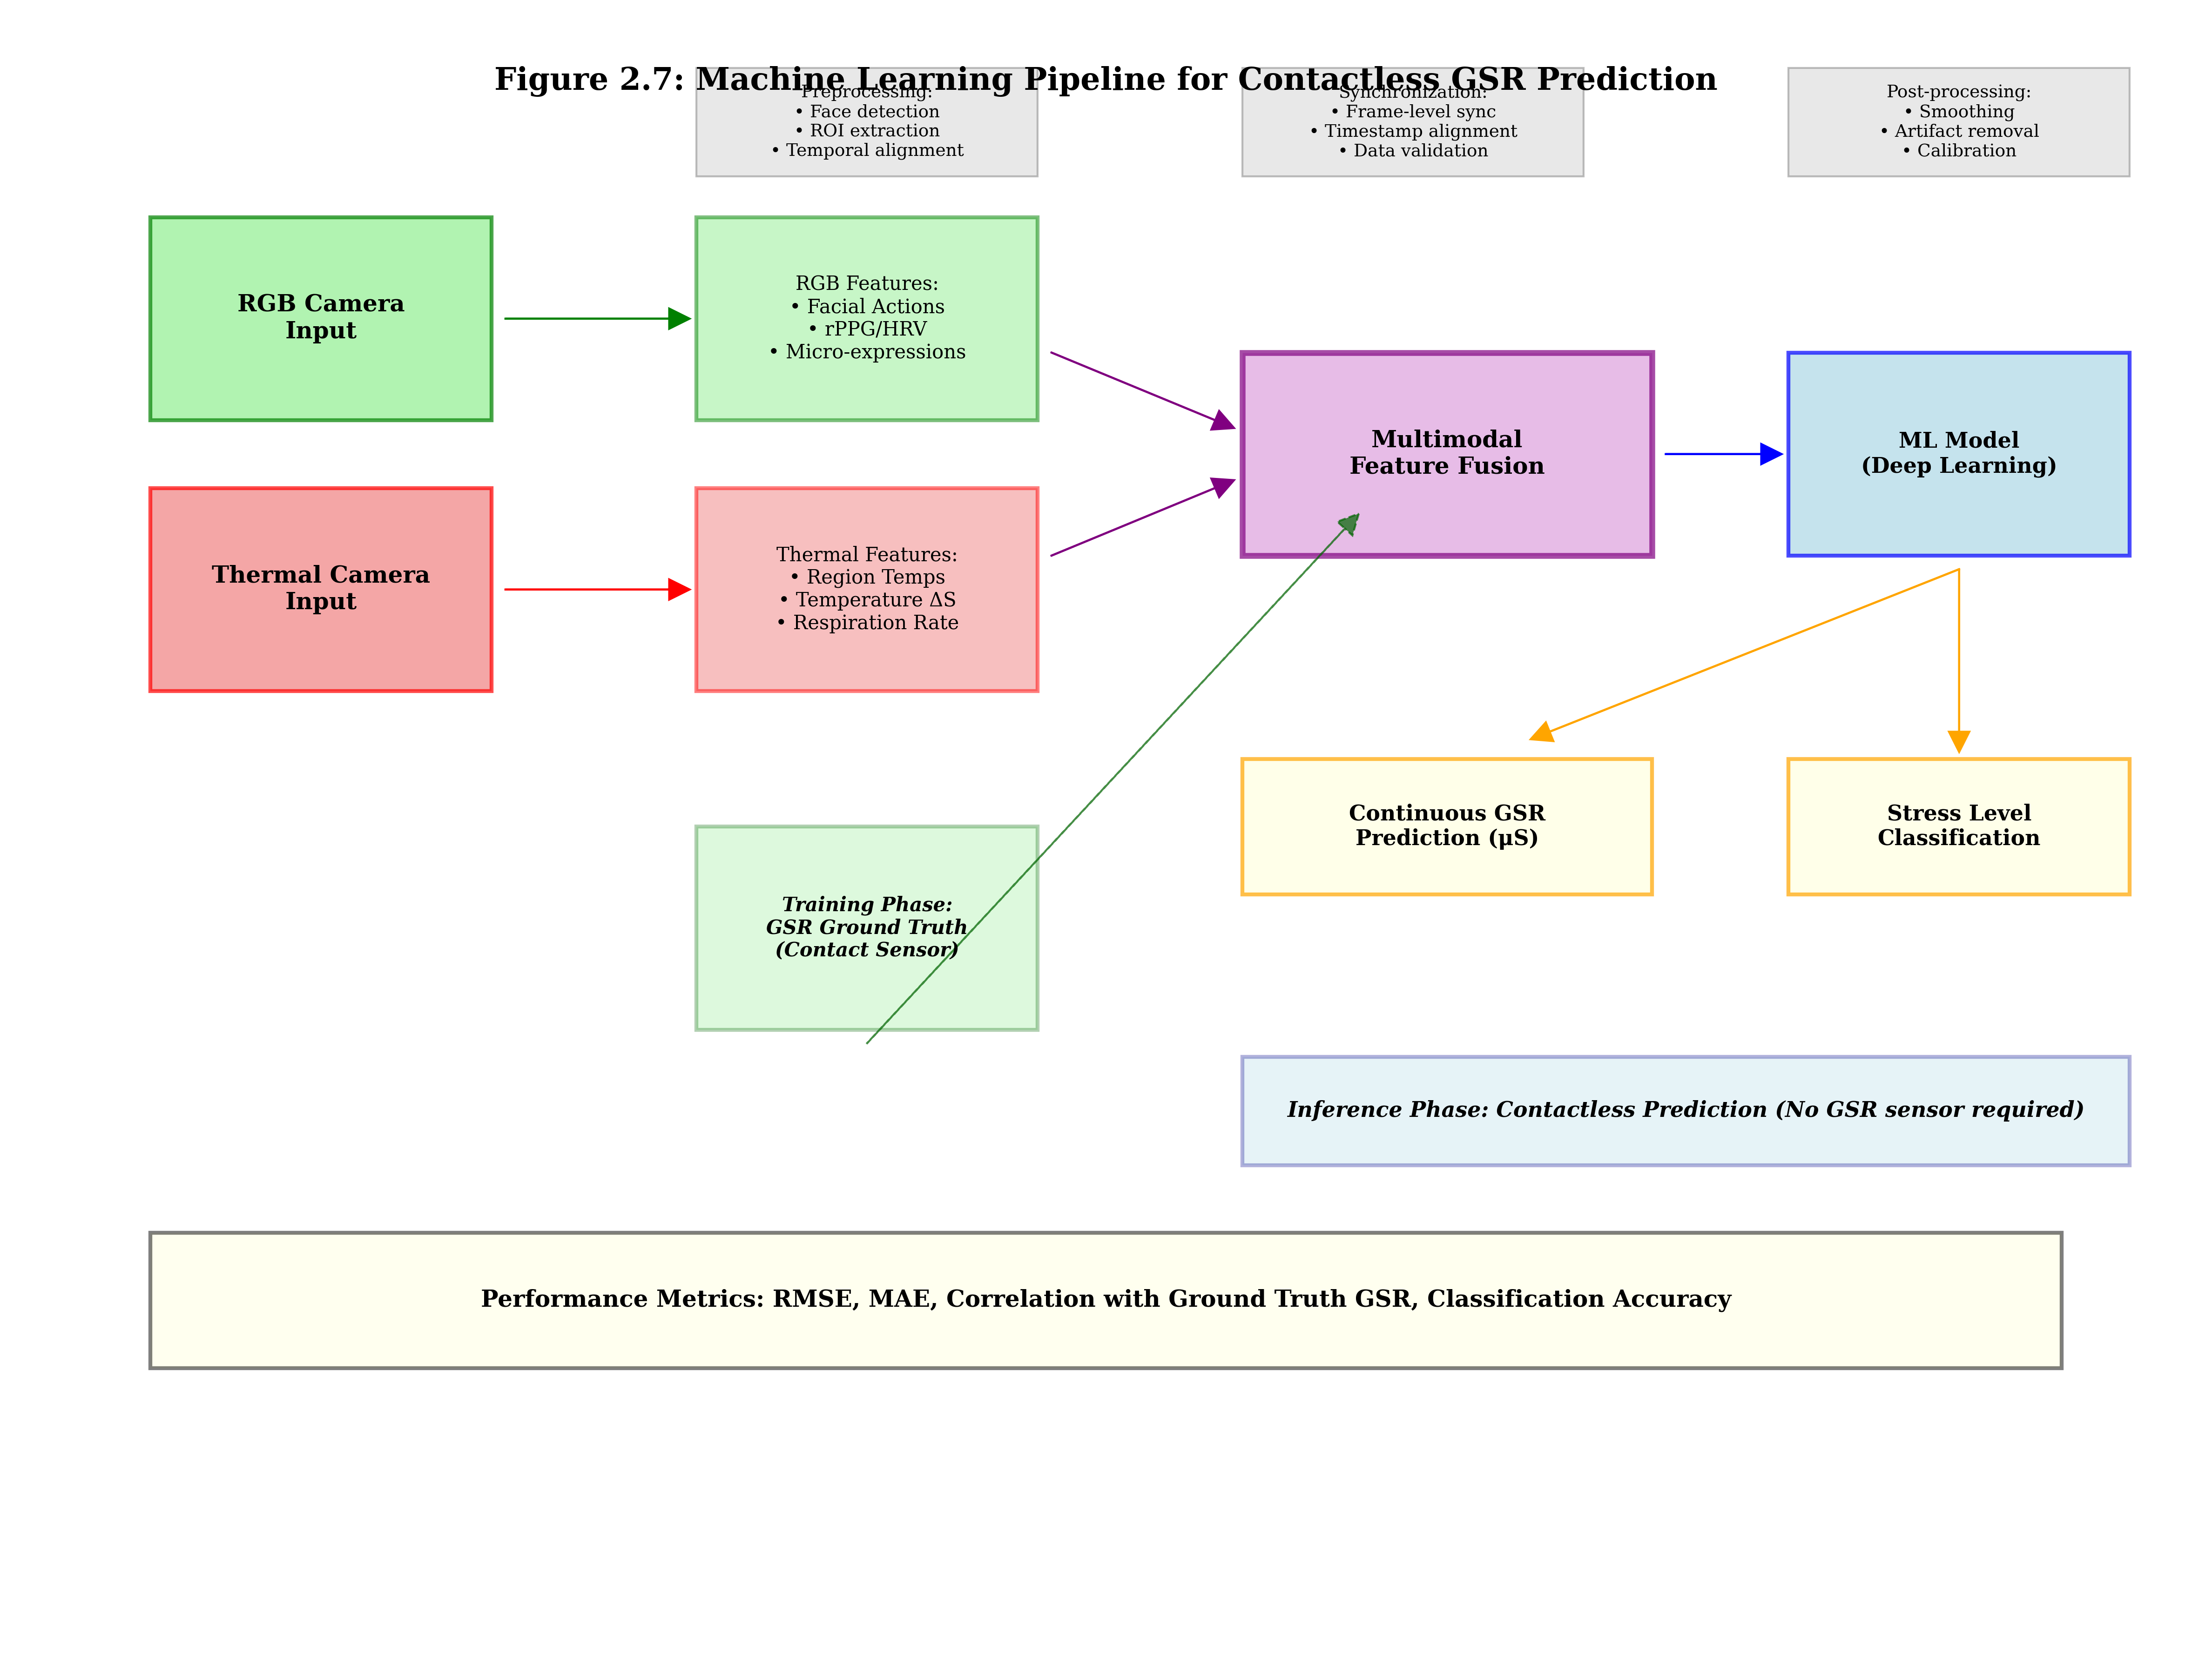 Figure 2.7: Machine Learning Pipeline for Contactless GSR Prediction
Preprocessing:
• Face detection
• ROI extraction
• Temporal alignment
Synchronization:
• Frame-level sync
• Timestamp alignment
• Data validation
Post-processing:
• Smoothing
• Artifact removal
• Calibration
RGB Camera
Input
RGB Features:
• Facial Actions
• rPPG/HRV
• Micro-expressions
Multimodal
Feature Fusion
ML Model
(Deep Learning)
Thermal Camera
Input
Thermal Features:
• Region Temps
• Temperature ΔS
• Respiration Rate
Continuous GSR
Prediction (μS)
Stress Level
Classification
Training Phase:
GSR Ground Truth
(Contact Sensor)
Inference Phase: Contactless Prediction (No GSR sensor required)
Performance Metrics: RMSE, MAE, Correlation with Ground Truth GSR, Classification Accuracy